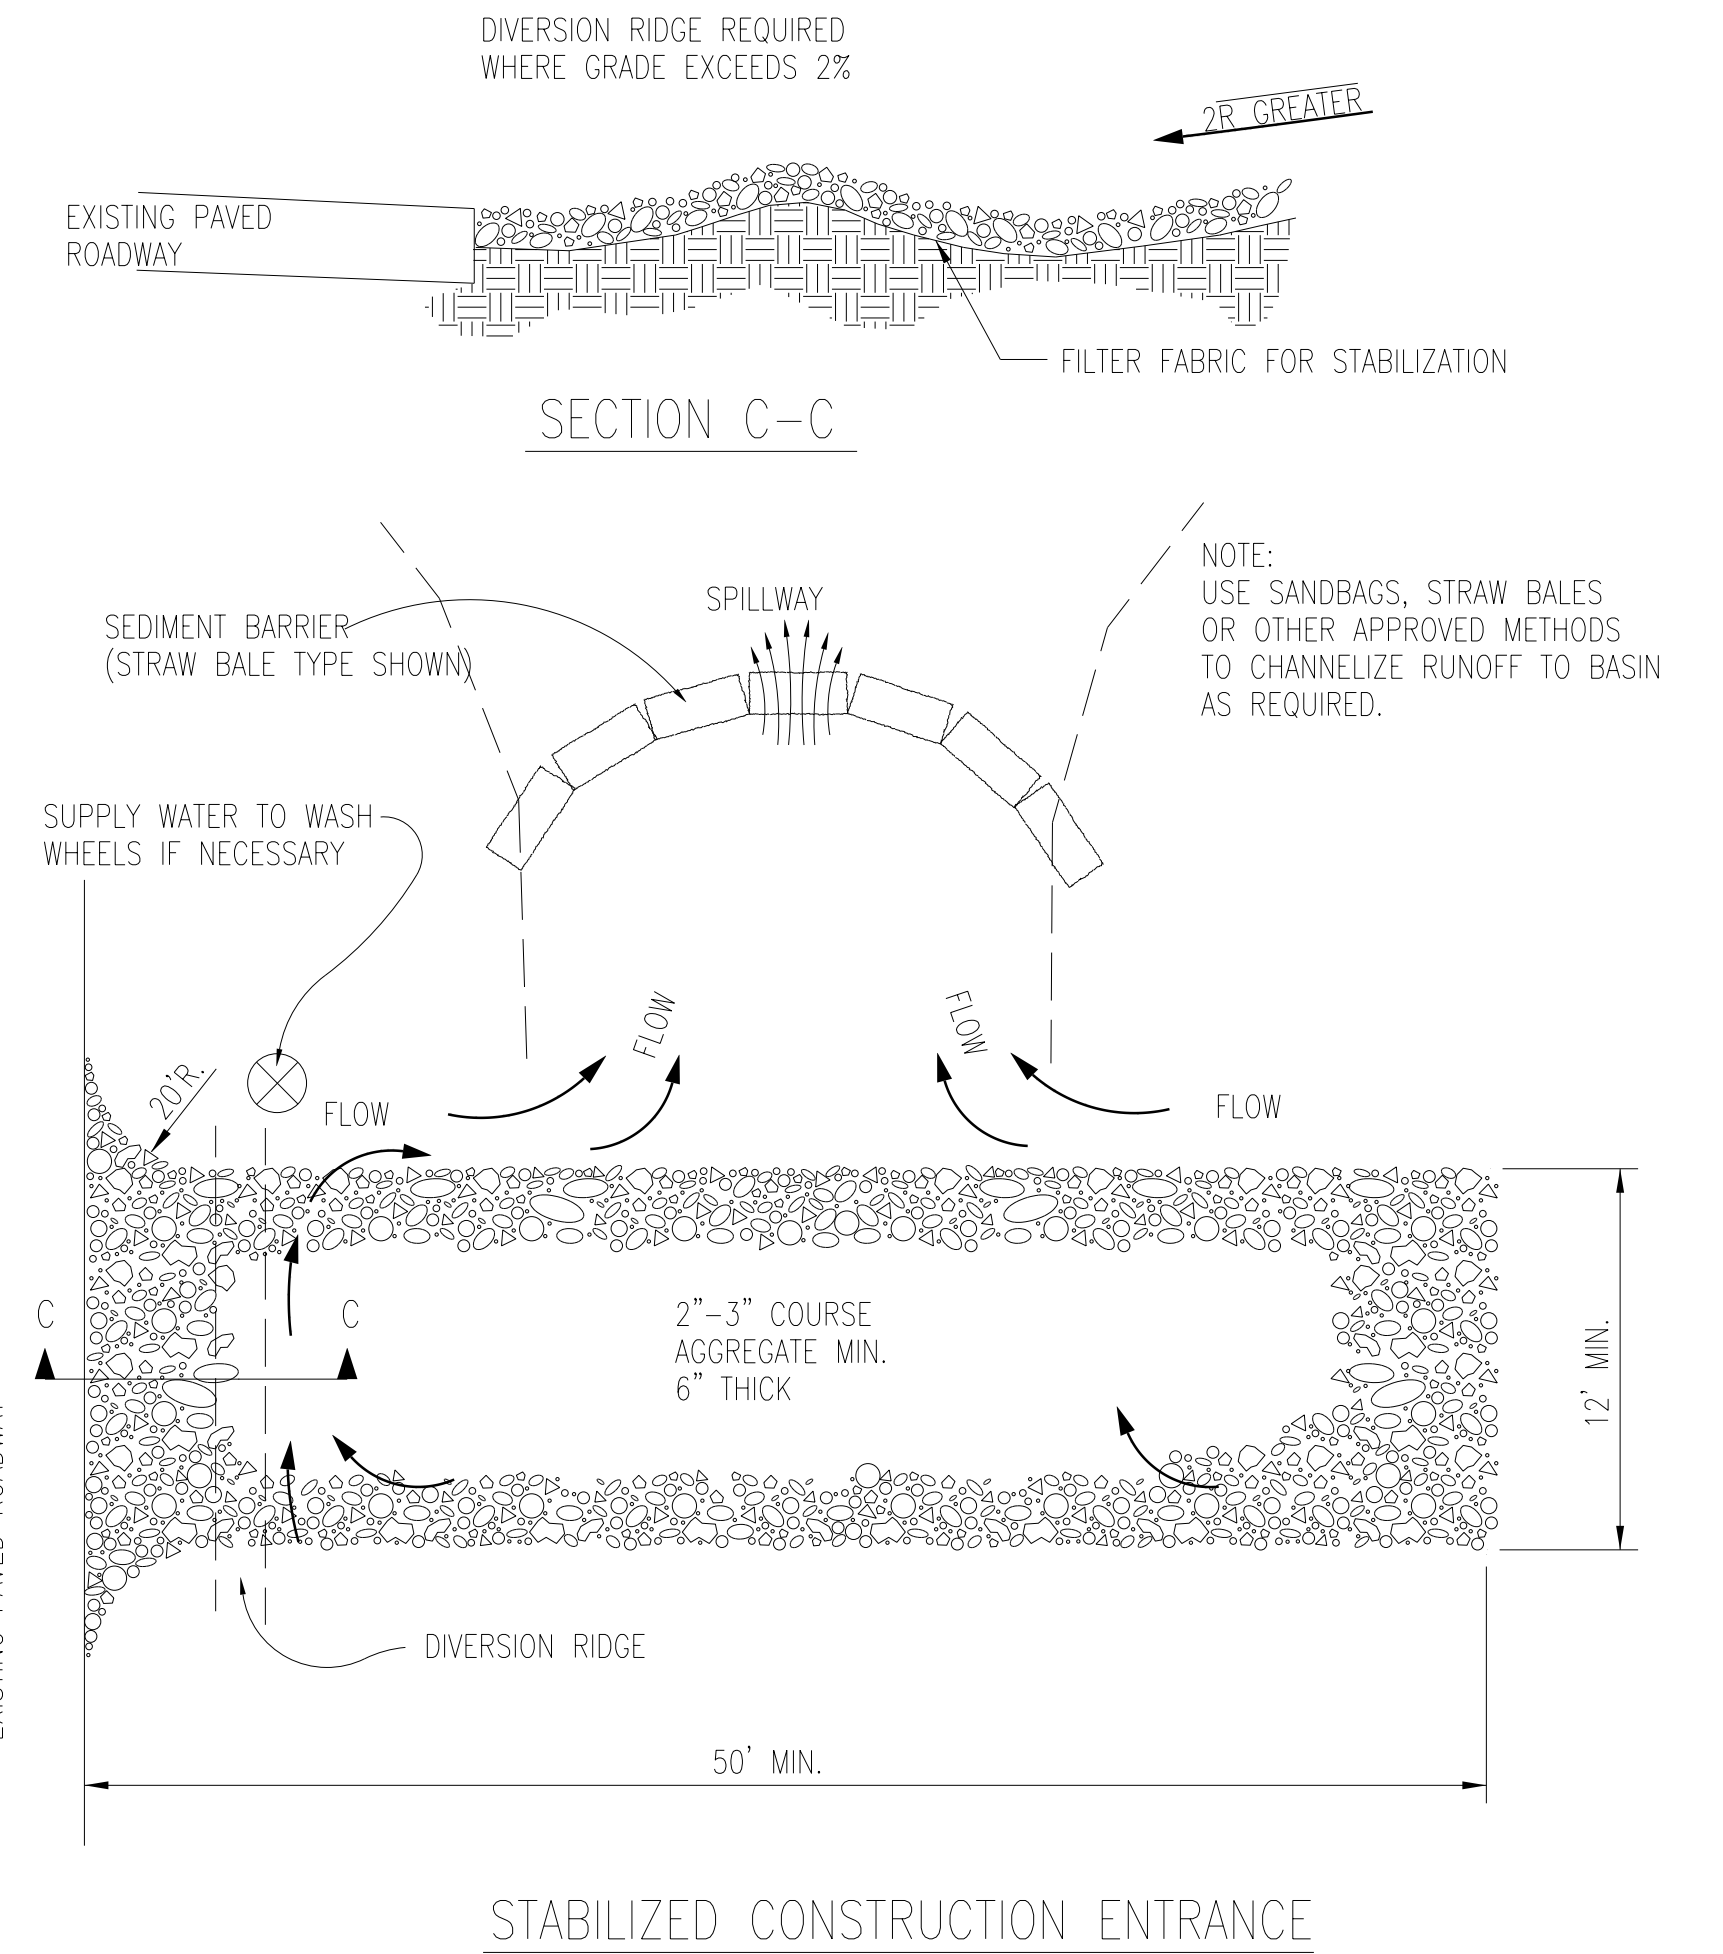 DIVERSION RIDGE REQUIRED
WHERE GRADE EXCEEDS 2%
2R GREATER
EXISTING PAVED
ROADWAY
FILTER FABRIC FOR STABILIZATION
SECTION C-C
NOTE:
USE SANDBAGS, STRAW BALES
OR OTHER APPROVED METHODS
TO CHANNELIZE RUNOFF TO BASIN
AS REQUIRED.
SPILLWAY
SEDIMENT BARRIER
(STRAW BALE TYPE SHOWN)
SUPPLY WATER TO WASH
WHEELS IF NECESSARY
FLOW
FLOW
20'R.
FLOW
FLOW
C
C
2"-3" COURSE
AGGREGATE MIN.
6" THICK
12' MIN.
DIVERSION RIDGE
50' MIN.
STABILIZED CONSTRUCTION ENTRANCE